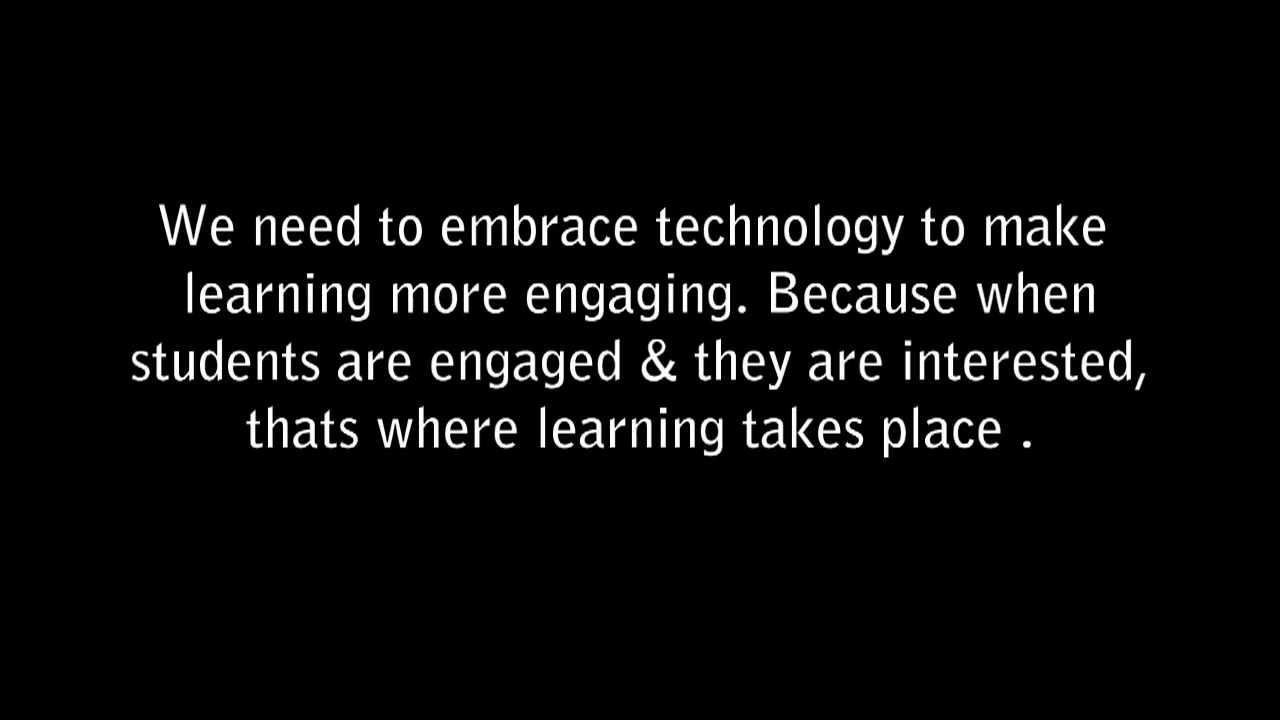 We need to embrace technology to make
learning more engaging. Because when
students are engaged & they are interested,
thats where learning takes place .